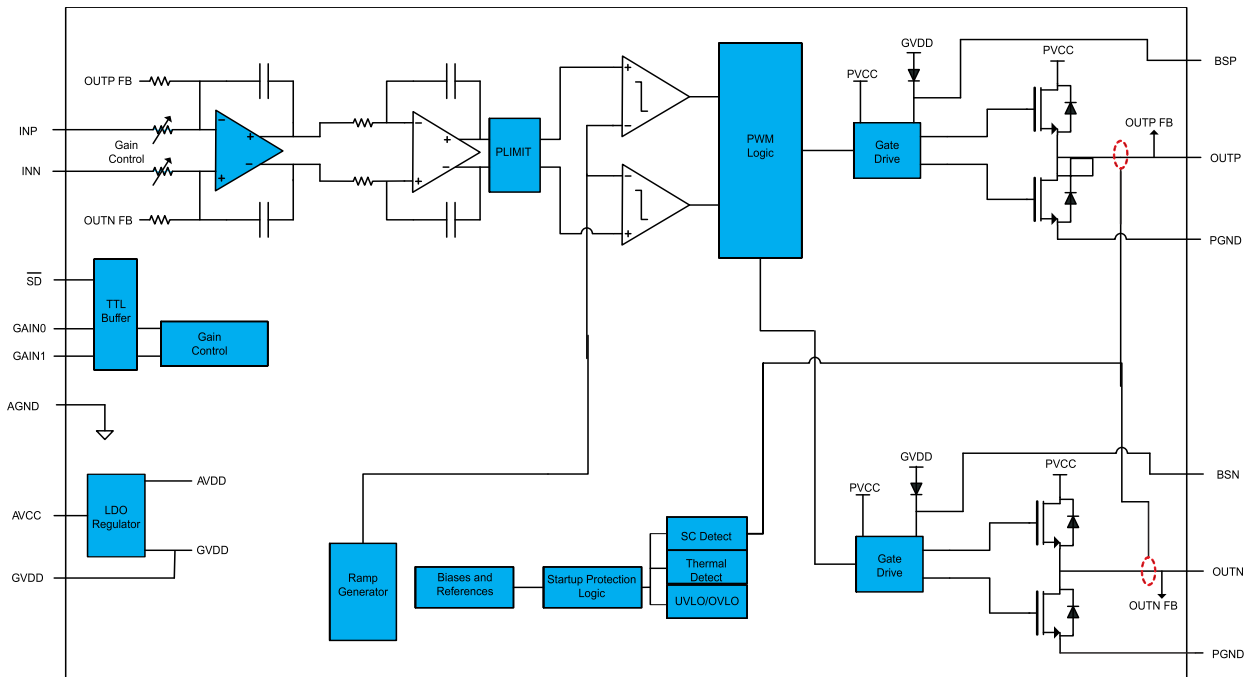 OUTP FB
INP
Gain
Control
INN
OUTN FB
PLIMIT
PWM
Logic
PVCC
GVDD
Gate
Drive
PVCC
BSP
OUTP FB
OUTP
PGND
SD
GAIN0
GAIN1
TTL
Buffer
Gain
Control
AGND
AVCC
LDO
Regulator
AVDD
GVDD
GVDD
Ramp
Generator
Biases and
References
Startup Protection
Logic
SC Detect
Thermal
Detect
UVLO/OVLO
PVCC
GVDD
Gate
Drive
PVCC
BSN
OUTN
OUTN FB
PGND